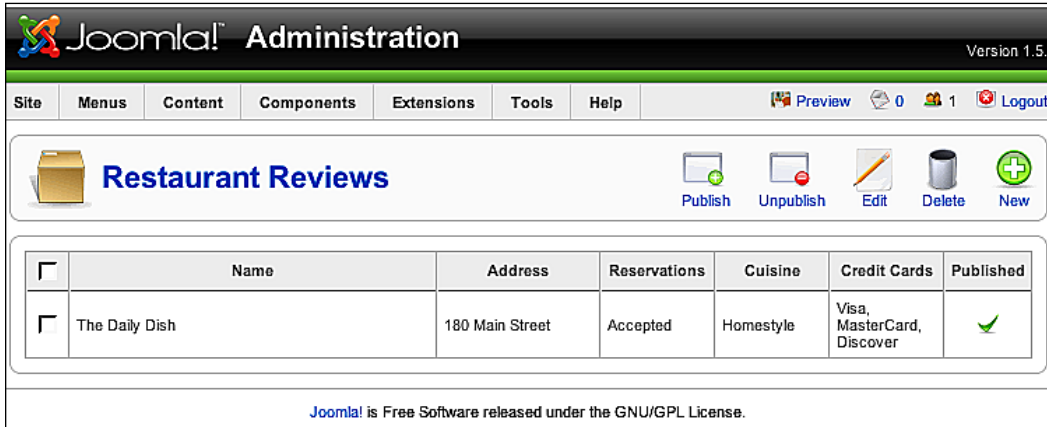 Joomla!™ Administration
Version 1.5.
Site Menus Content Components Extensions Tools Help Preview 0 1 Logout
Restaurant Reviews
Publish Unpublish Edit Delete New
Name Address Reservations Cuisine Credit Cards Published
The Daily Dish 180 Main Street Accepted Homestyle Visa,
MasterCard,
Discover
Joomla! is Free Software released under the GNU/GPL License.